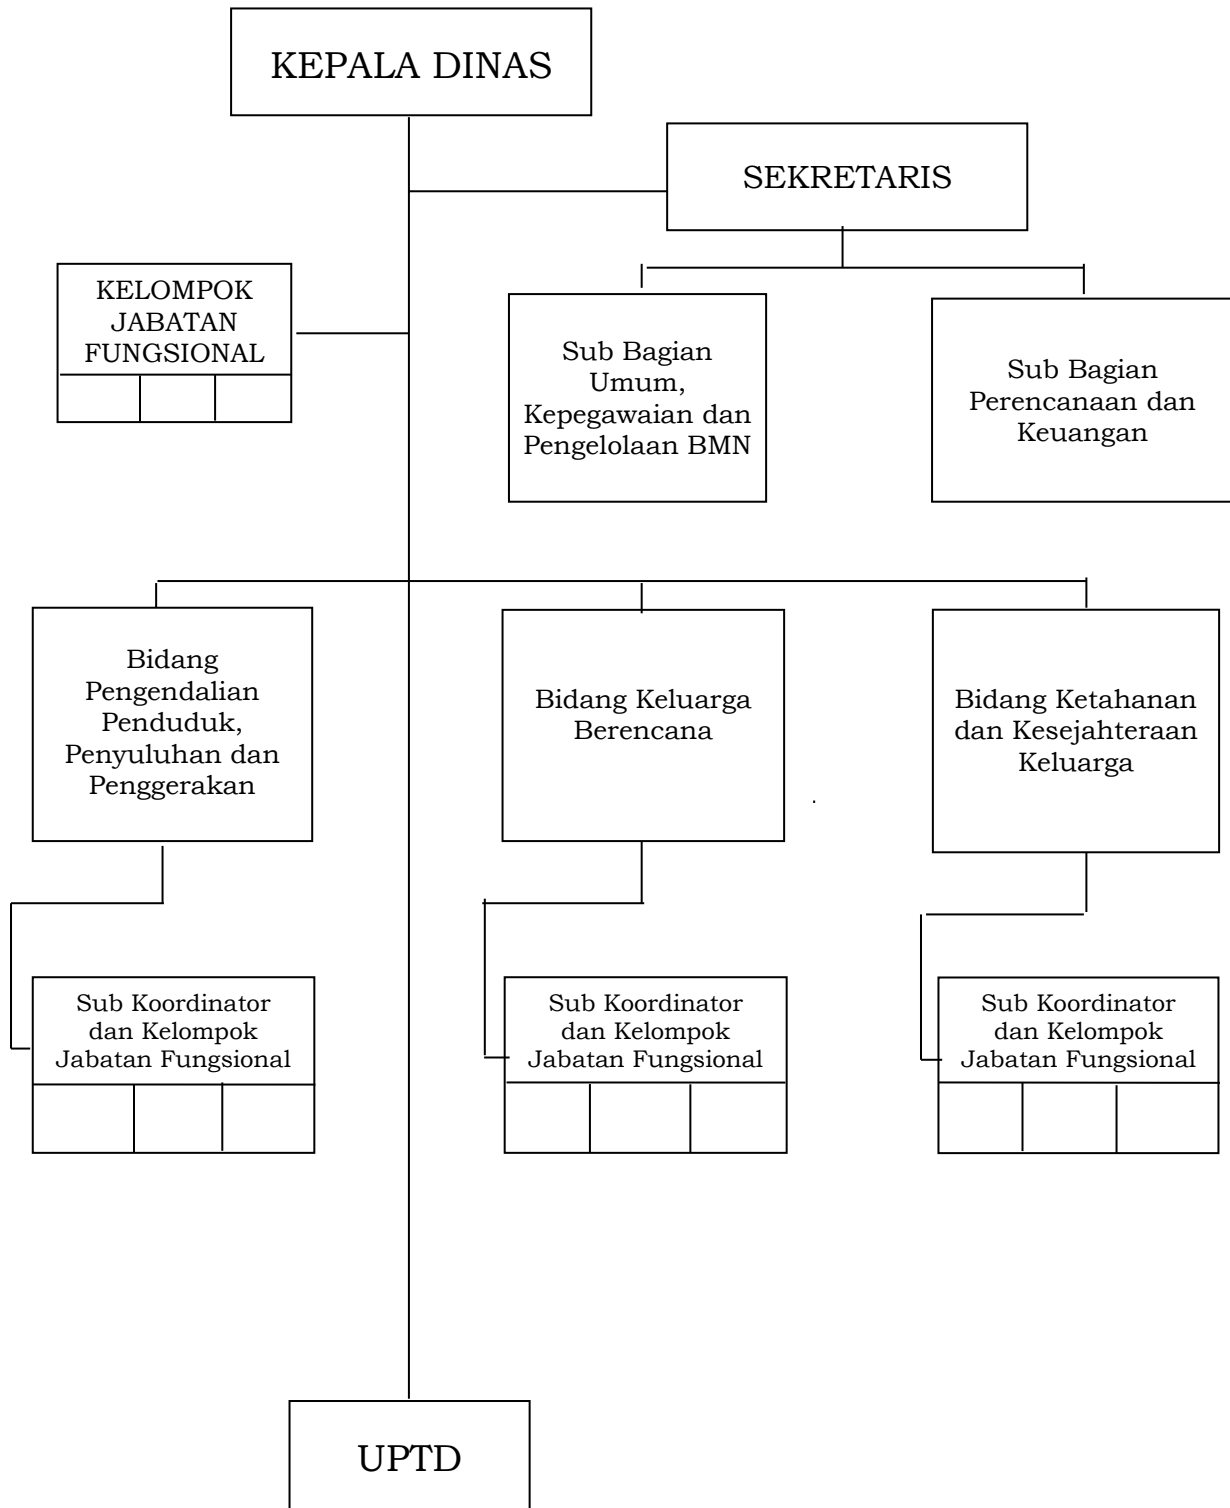 KEPALA DINAS
SEKRETARIS
KELOMPOK
JABATAN
FUNGSIONAL
Sub Bagian
Umum,
Kepegawaian dan
Pengelolaan BMN
Sub Bagian
Perencanaan dan
Keuangan
Bidang
Pengendalian
Penduduk,
Penyuluhan dan
Penggerakan
Bidang Keluarga
Berencana
Bidang Ketahanan
dan Kesejahteraan
Keluarga
.
Sub Koordinator
dan Kelompok
Jabatan Fungsional
Sub Koordinator
dan Kelompok
Jabatan Fungsional
Sub Koordinator
dan Kelompok
Jabatan Fungsional
UPTD